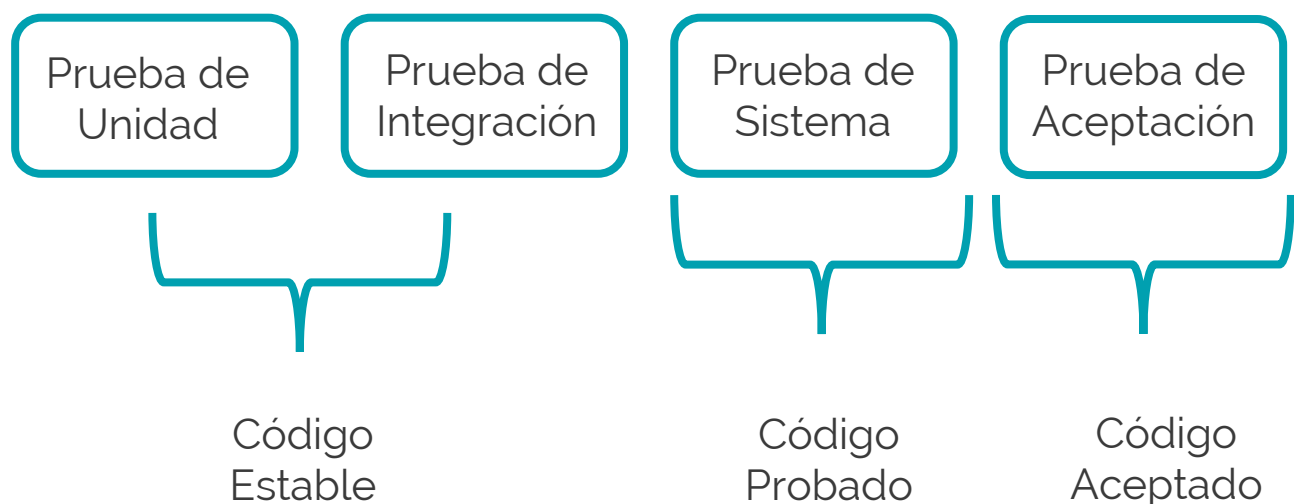 Prueba de
Unidad
Prueba de
Integración
Prueba de
Sistema
Prueba de
Aceptación
Código
Estable
Código
Probado
Código
Aceptado